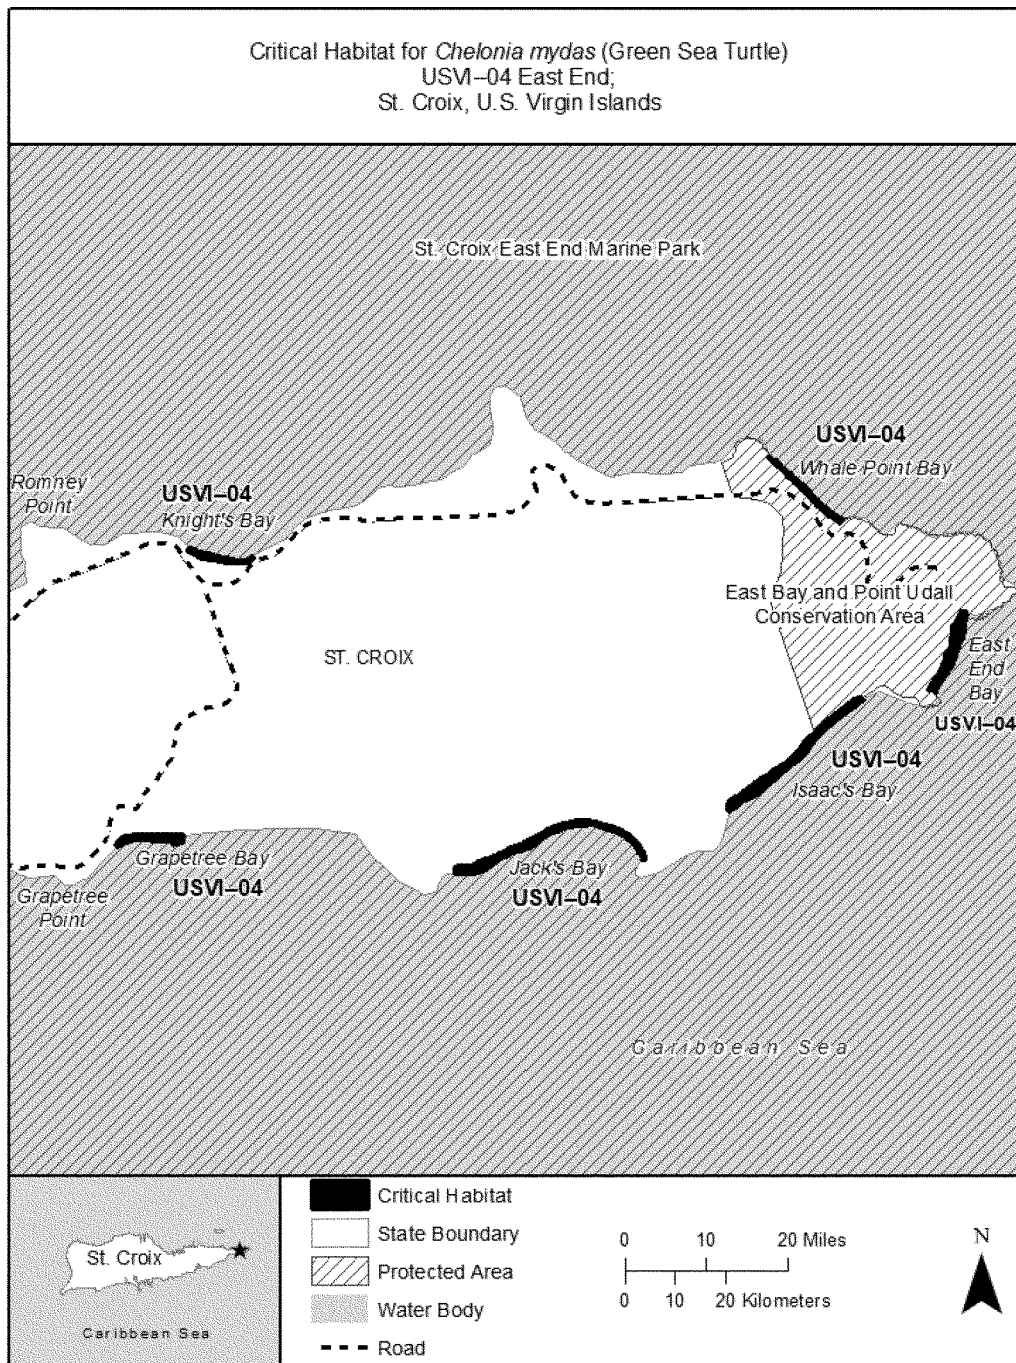 Critical Habitat for Chelonia mydas (Green Sea Turtle)
USVI–04 East End;
St. Croix, U.S. Virgin Islands
St. Croix East End Marine Park
USVI–04
Whale Point Bay
Romney
Point
USVI–04
Knight's Bay
East Bay and Point Udall
Conservation Area
ST. CROIX
East
End
Bay
USVI–04
USVI–04
Isaac's Bay
Grapetree Bay
USVI–04
Jack's Bay
USVI–04
Grapetree
Point
Caribbean Sea
St. Croix
Caribbean Sea
Critical Habitat
State Boundary
Protected Area
Water Body
Road
0 10 20 Miles
0 10 20 Kilometers
N